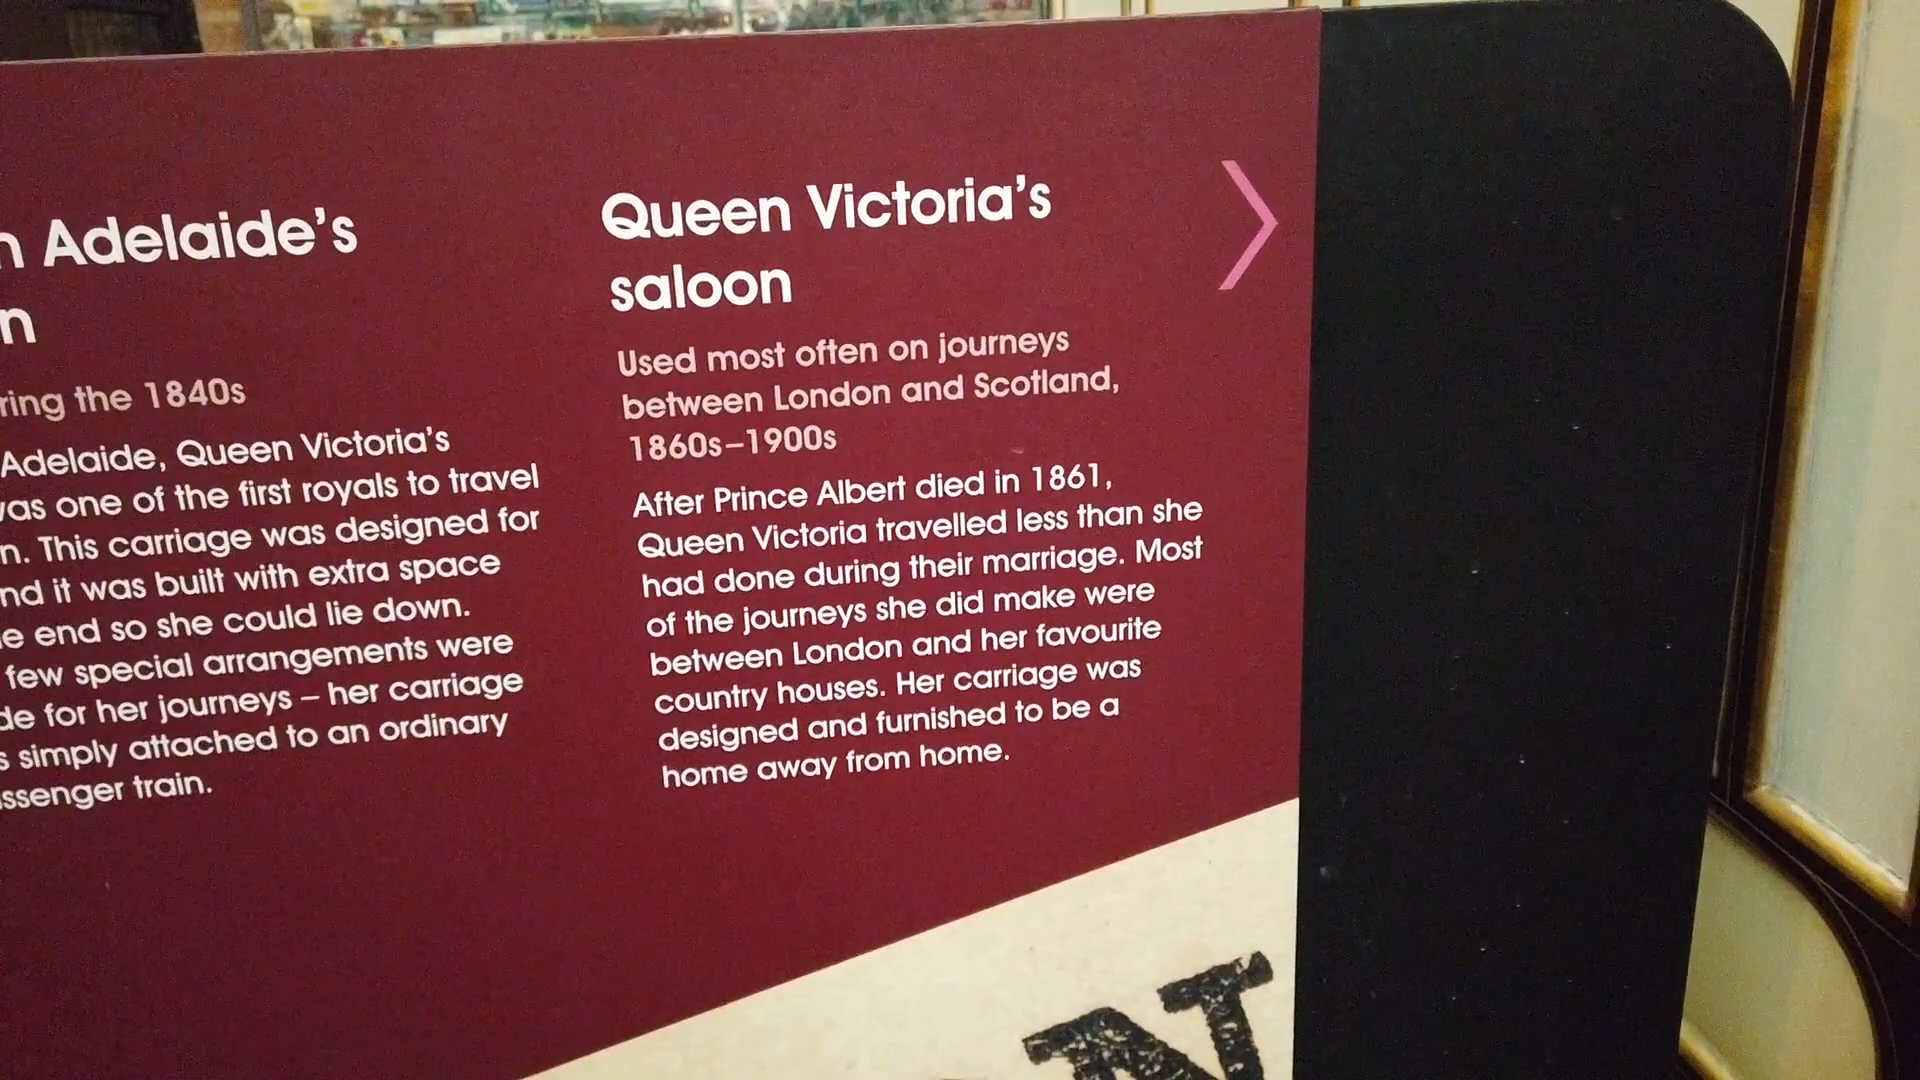 Adelaide's
ring the 1840s
Adelaide, Queen Victoria's
was one of the first royals to travel
n. This carriage was designed for
nd it was built with extra space
e end so she could lie down.
few special arrangements were
de for her journeys – her carriage
s simply attached to an ordinary
ssenger train.
Queen Victoria's
saloon
Used most often on journeys
between London and Scotland,
1860s–1900s
After Prince Albert died in 1861,
Queen Victoria travelled less than she
had done during their marriage. Most
of the journeys she did make were
between London and her favourite
country houses. Her carriage was
designed and furnished to be a
home away from home.
N